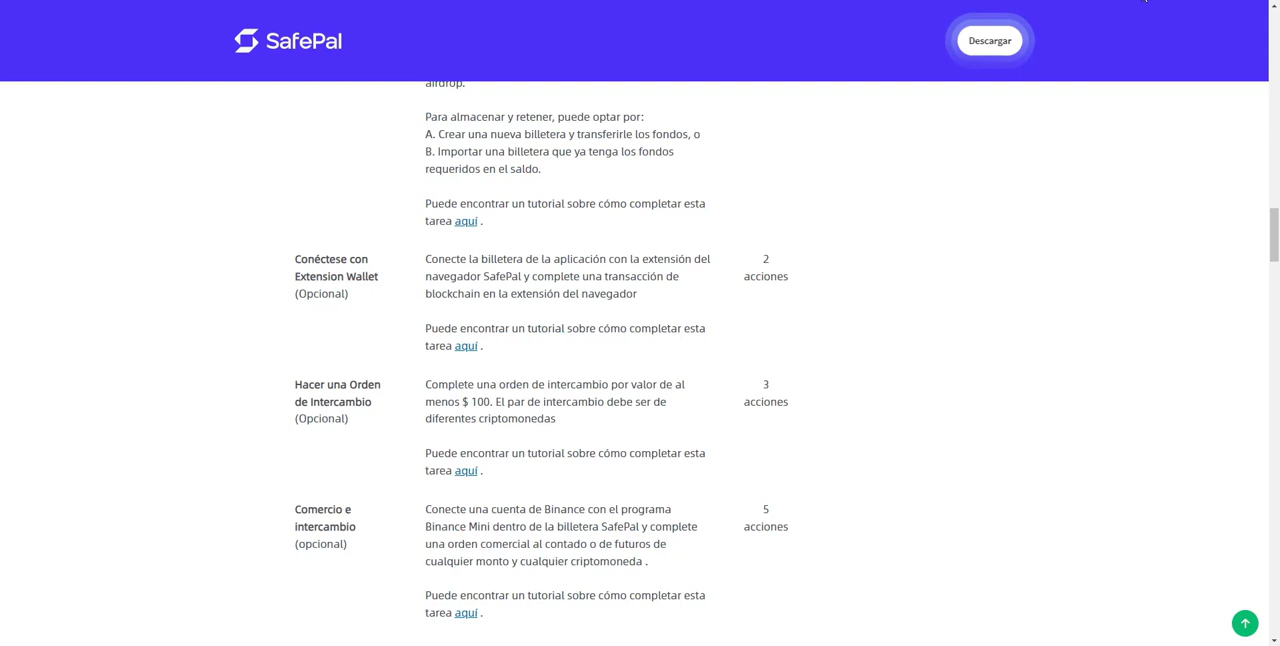 SafePal
Descargar
airdrop.
Para almacenar y retener, puede optar por:
A. Crear una nueva billetera y transferirle los fondos, o
B. Importar una billetera que ya tenga los fondos
requeridos en el saldo.
Puede encontrar un tutorial sobre cómo completar esta
tarea aquí .
Conéctese con
Extension Wallet
(Opcional)
Conecte la billetera de la aplicación con la extensión del
navegador SafePal y complete una transacción de
blockchain en la extensión del navegador
Puede encontrar un tutorial sobre cómo completar esta
tarea aquí .
2
acciones
Hacer una Orden
de Intercambio
(Opcional)
Complete una orden de intercambio por valor de al
menos $ 100. El par de intercambio debe ser de
diferentes criptomonedas
Puede encontrar un tutorial sobre cómo completar esta
tarea aquí .
3
acciones
Comercio e
intercambio
(opcional)
Conecte una cuenta de Binance con el programa
Binance Mini dentro de la billetera SafePal y complete
una orden comercial al contado o de futuros de
cualquier monto y cualquier criptomoneda .
Puede encontrar un tutorial sobre cómo completar esta
tarea aquí .
5
acciones